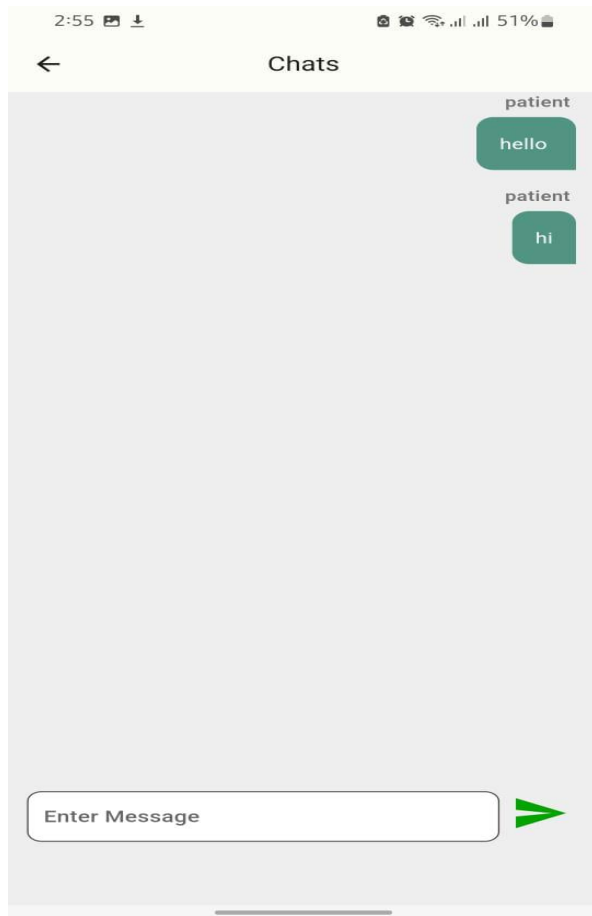 2:55 51%
Chats
patient
hello
patient
hi
Enter Message